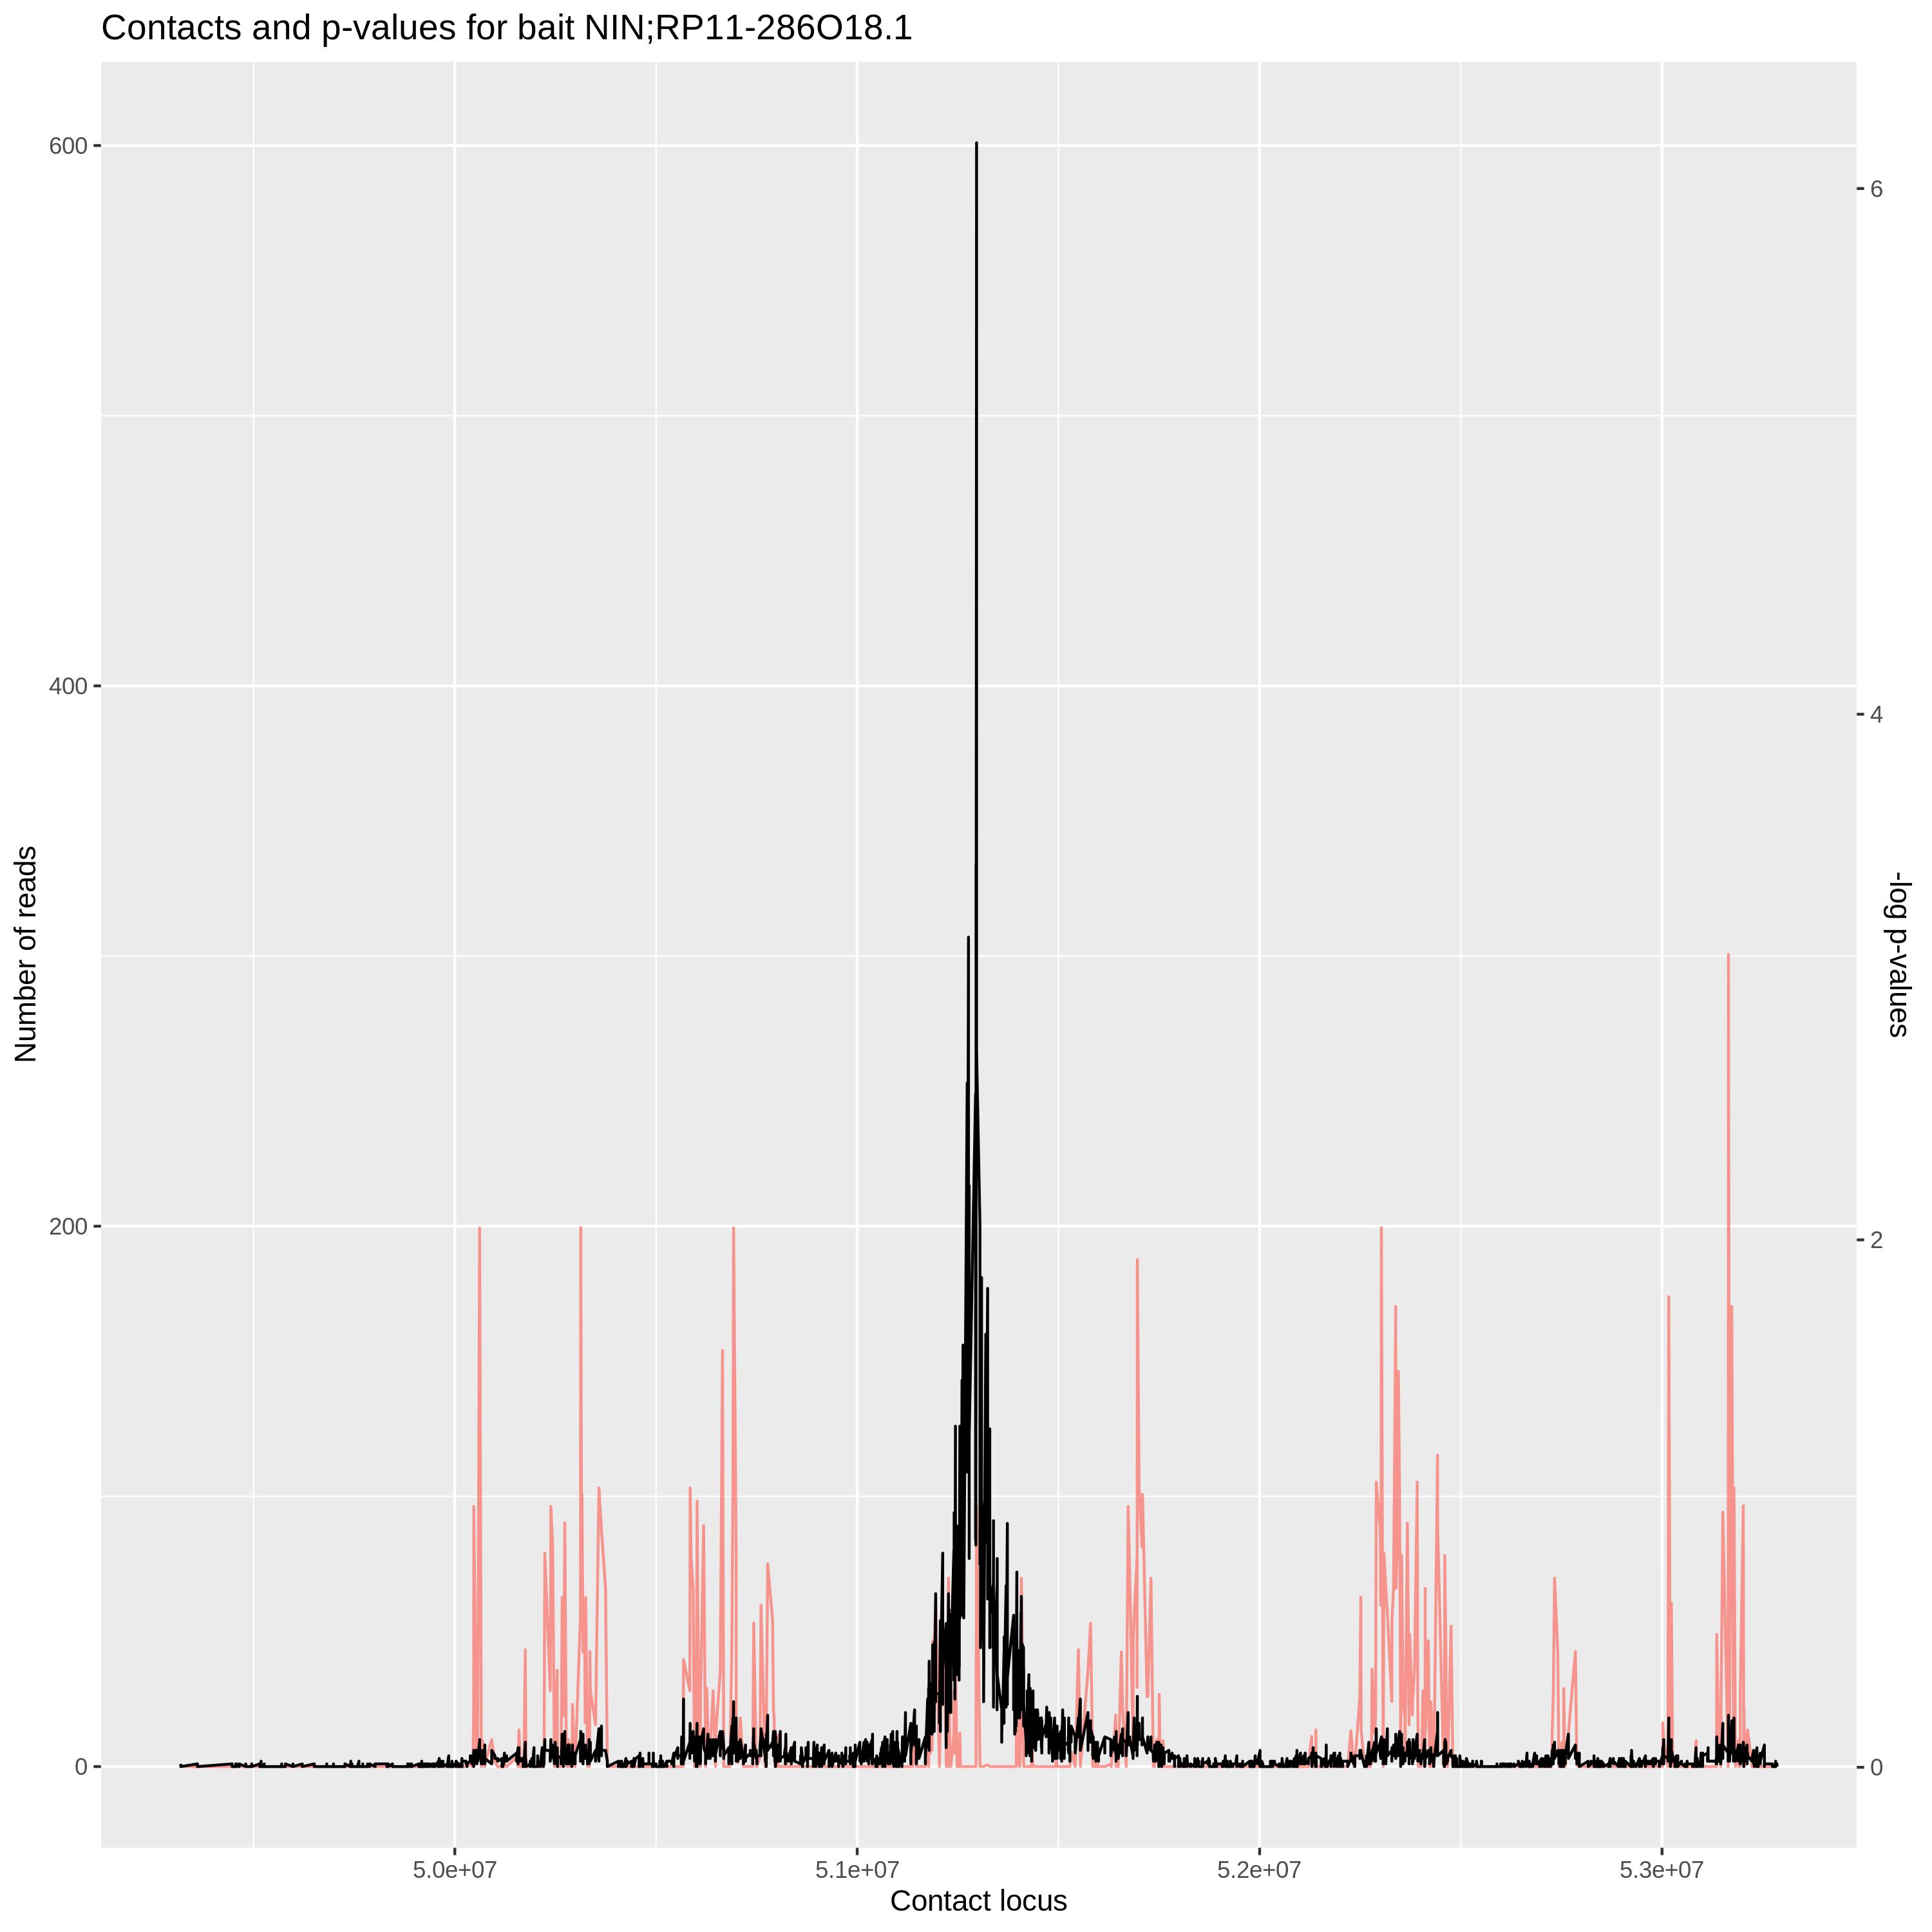 Contacts and p-values for bait NIN;RP11-286O18.1
600
400
200
0
Number of reads
6
4
2
0
-log p-values
5.0e+07
5.1e+07
5.2e+07
5.3e+07
Contact locus